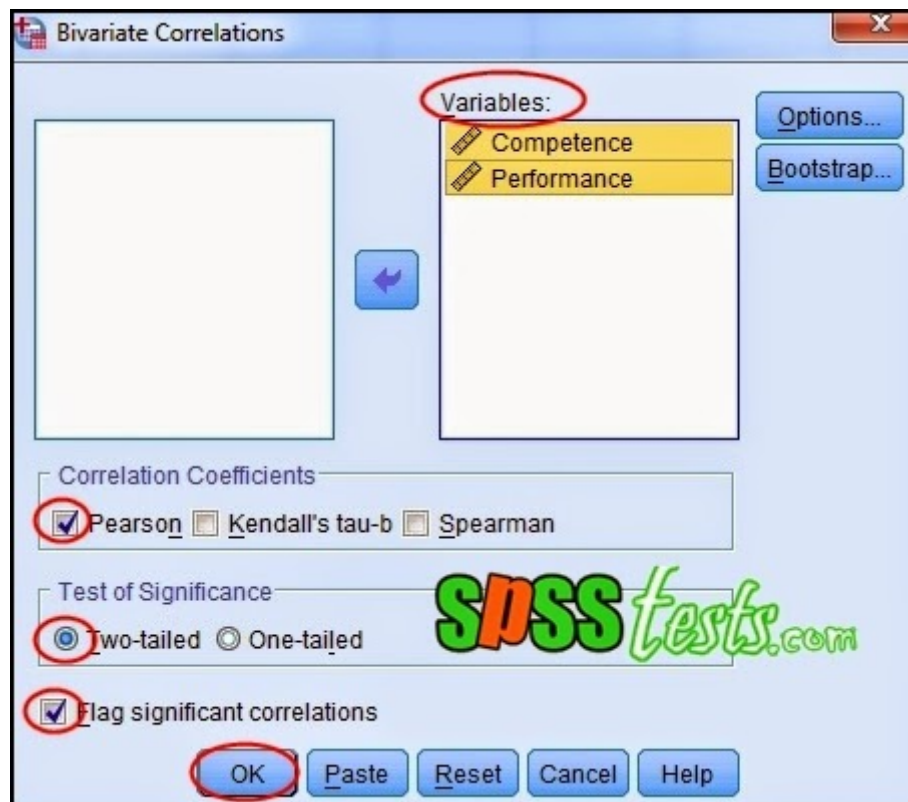 Bivariate Correlations
Variables:
Competence
Performance
Options...
Bootstrap...
Correlation Coefficients
Pearson Kendall's tau-b Spearman
Test of Significance
Two-tailed One-tailed
SPSS tests.com
Flag significant correlations
OK Paste Reset Cancel Help